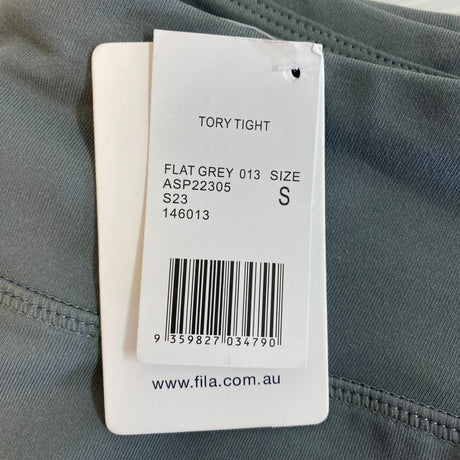 TORY TIGHT
FLAT GREY 013 SIZE
ASP22305 S
S23
146013
9 359827 034790
www.fila.com.au